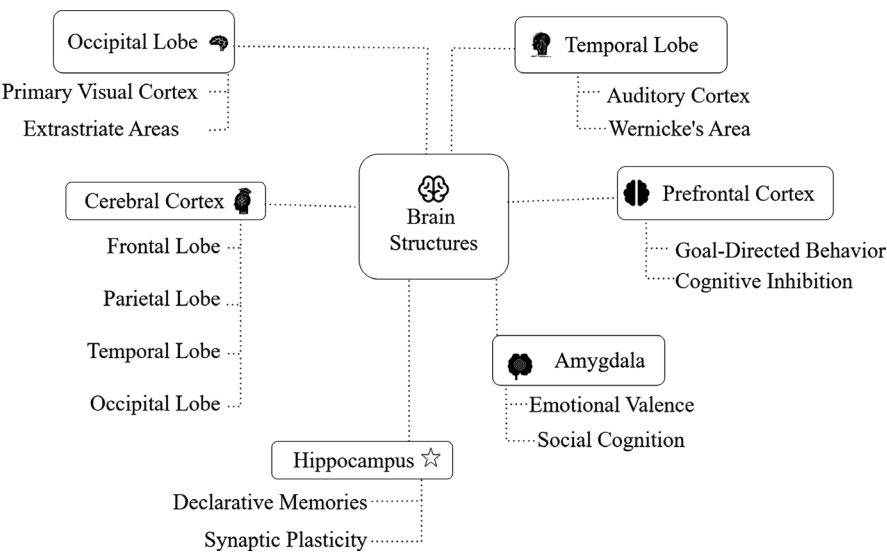 Occipital Lobe
Primary Visual Cortex
Extrastriate Areas
Temporal Lobe
Auditory Cortex
Wernicke's Area
Brain
Structures
Cerebral Cortex
Frontal Lobe
Parietal Lobe
Temporal Lobe
Occipital Lobe
Prefrontal Cortex
Goal-Directed Behavior
Cognitive Inhibition
Amygdala
Emotional Valence
Social Cognition
Hippocampus
Declarative Memories
Synaptic Plasticity